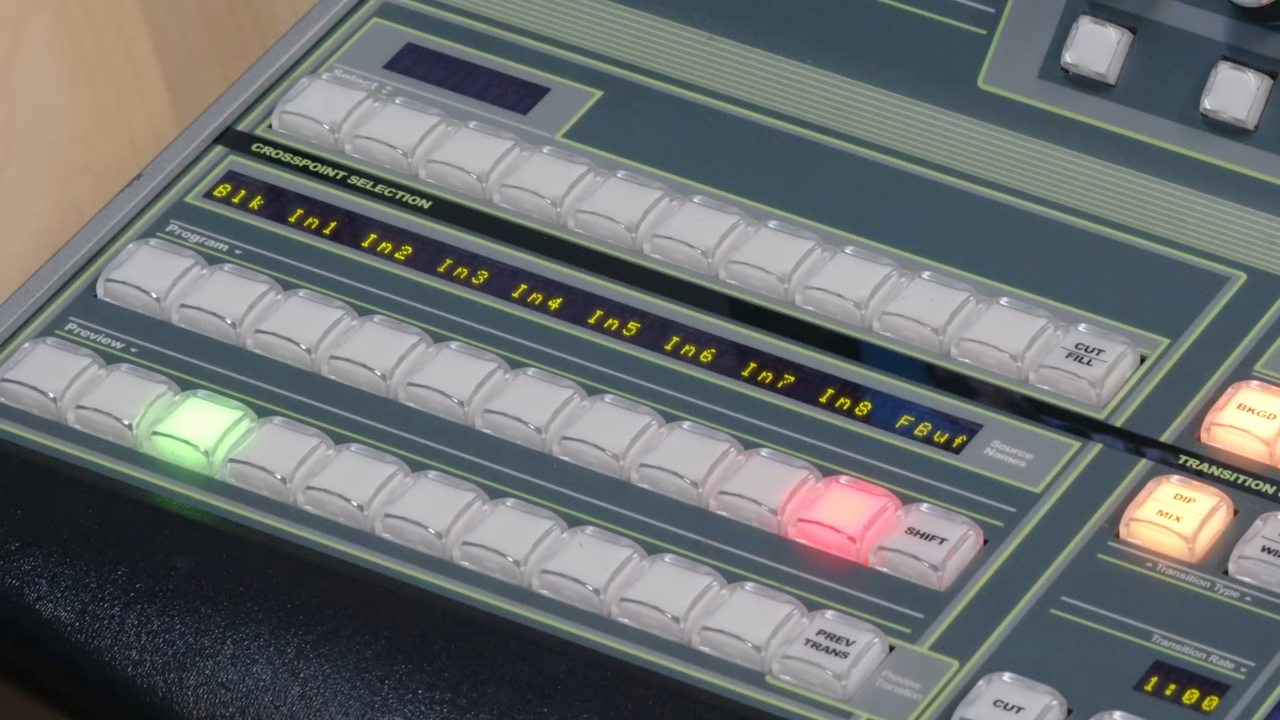 Select
CROSSPOINT SELECTION
Blk In1 In2 In3 In4 In5 In6 In7 In8 FBwf
Source
Names
Program
CUT
FILL
Preview
SHIFT
PREV
TRANS
Preview
Transition
BKGD
TRANSITION
DIP
MIX
Transition Type
Transition Rate
1:00
CUT